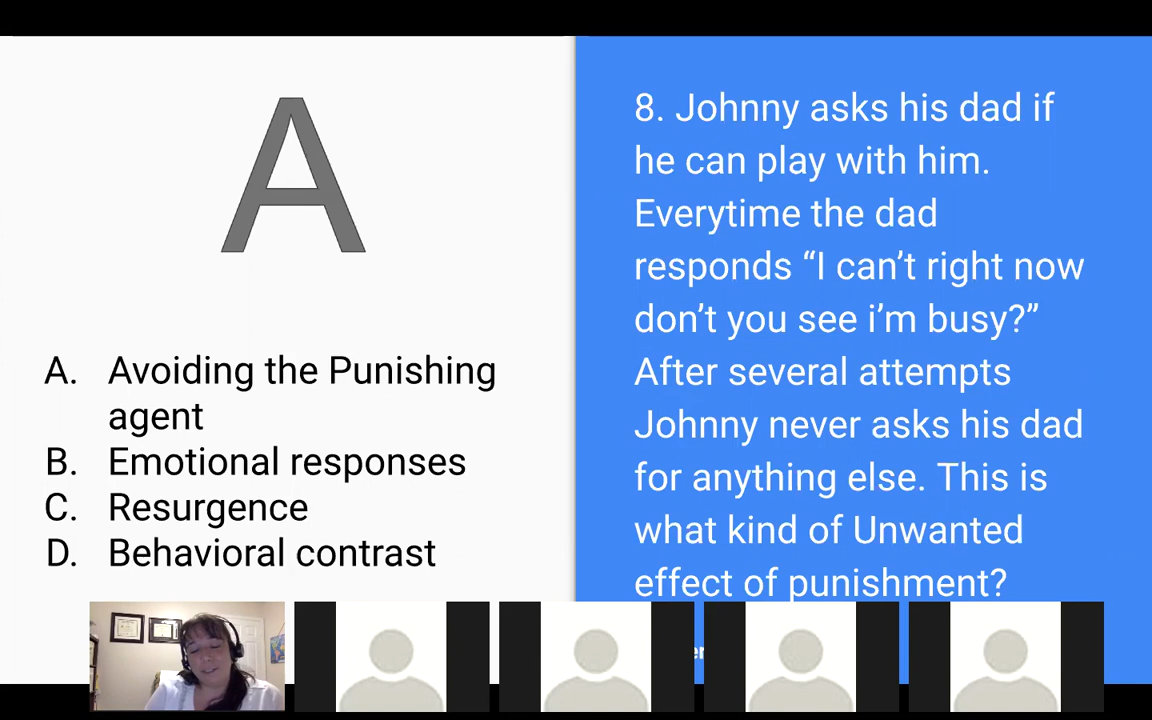 A
A. Avoiding the Punishing
agent
B. Emotional responses
C. Resurgence
D. Behavioral contrast
8. Johnny asks his dad if
he can play with him.
Everytime the dad
responds “I can’t right now
don’t you see i’m busy?”
After several attempts
Johnny never asks his dad
for anything else. This is
what kind of Unwanted
effect of punishment?